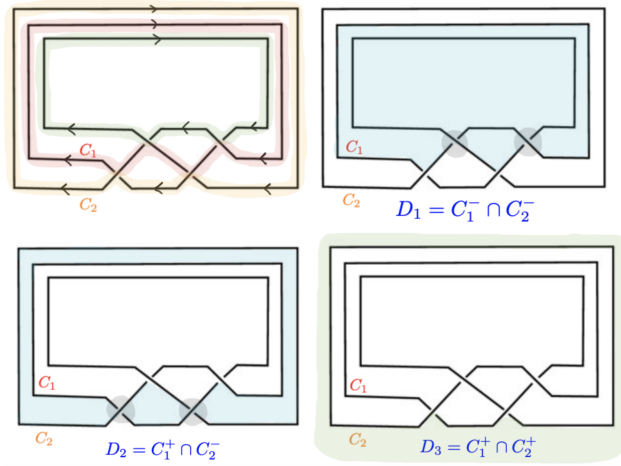 C₁
C₂
C₁
C₂
D₁ = C₁⁻ ∩ C₂⁻
C₁
C₂
D₂ = C₁⁺ ∩ C₂⁻
C₁
C₂
D₃ = C₁⁺ ∩ C₂⁺